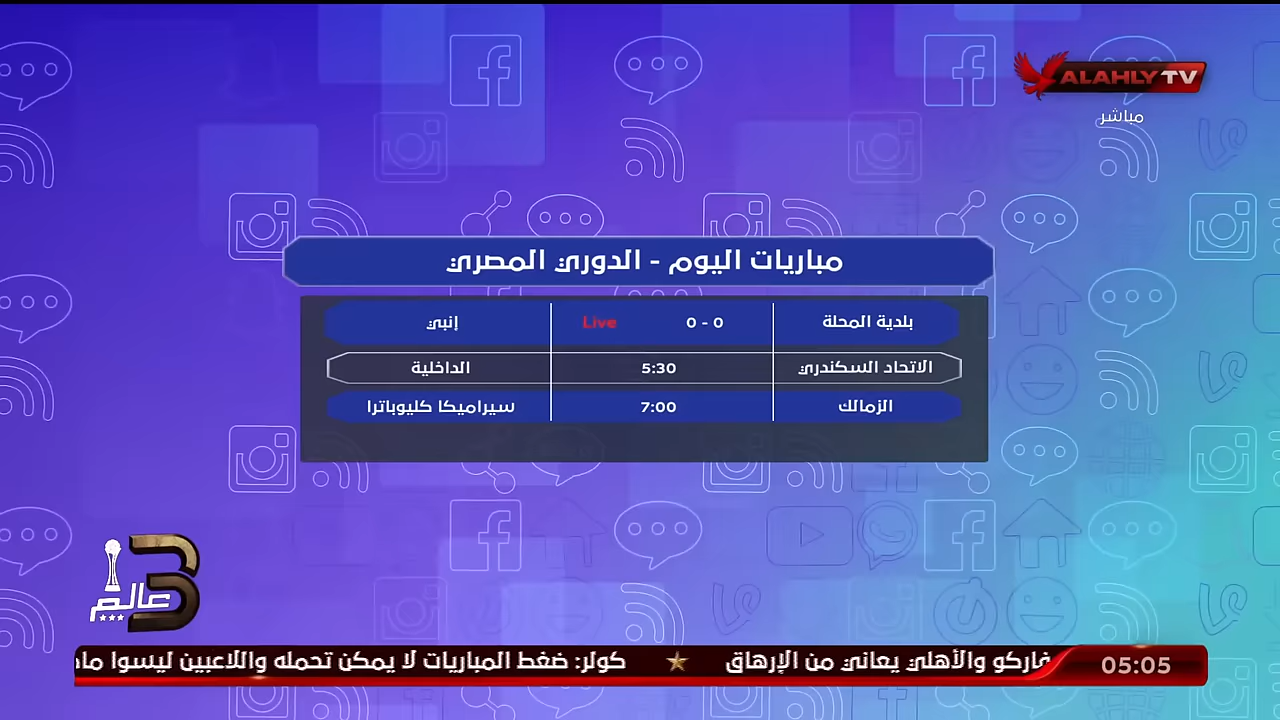 ALAHLY TV
مباشر
مباريات اليوم - الدوري المصري
بلدية المحلة 0 - 0 Live إنبي
الاتحاد السكندري 5:30 الداخلية
الزمالك 7:00 سيراميكا كليوباترا
3 عالم
05:05 فاركو والأهلي يعاني من الإرهاق ★ كولر: ضغط المباريات لا يمكن تحمله واللاعبين ليسوا